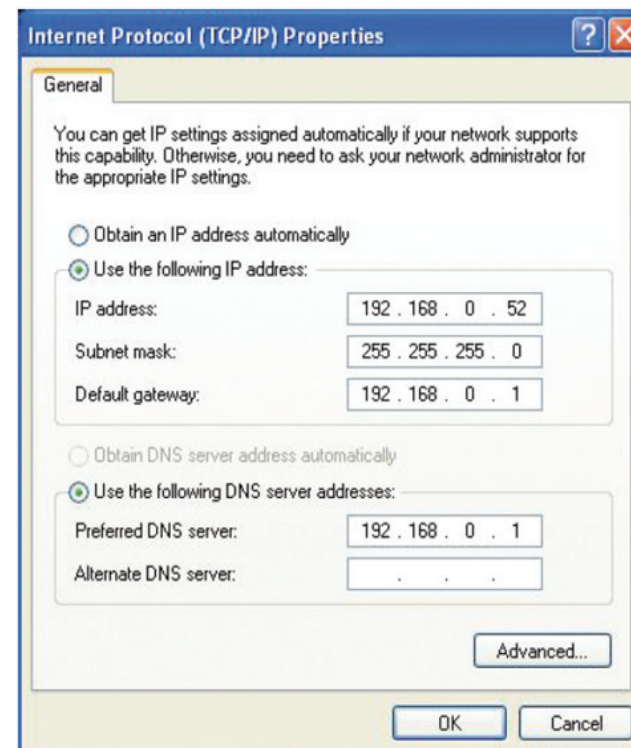 Internet Protocol (TCP/IP) Properties
General
You can get IP settings assigned automatically if your network supports
this capability. Otherwise, you need to ask your network administrator for
the appropriate IP settings.
Obtain an IP address automatically
Use the following IP address:
IP address: 192 . 168 . 0 . 52
Subnet mask: 255 . 255 . 255 . 0
Default gateway: 192 . 168 . 0 . 1
Obtain DNS server address automatically
Use the following DNS server addresses:
Preferred DNS server: 192 . 168 . 0 . 1
Alternate DNS server: . . .
Advanced...
OK Cancel